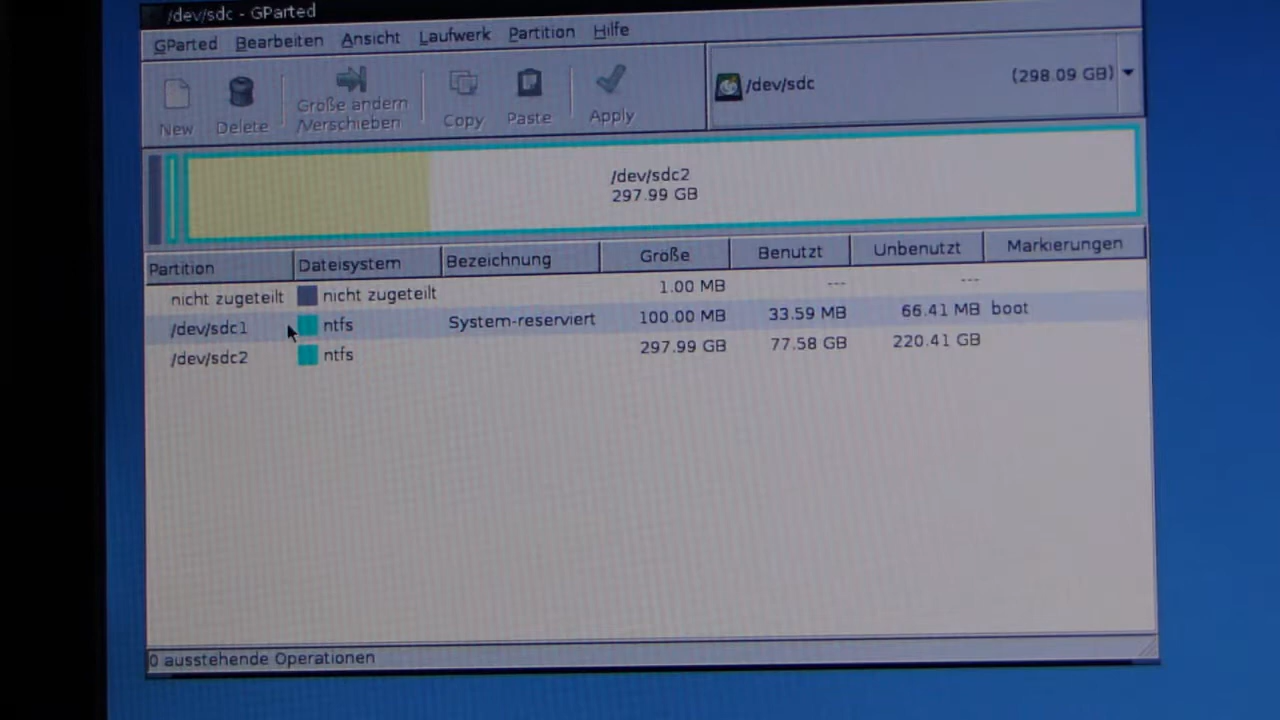 /dev/sdc - GParted
GParted Bearbeiten Ansicht Laufwerk Partition Hilfe
New Delete Größe ändern /Verschieben Copy Paste Apply
/dev/sdc (298.09 GB)
/dev/sdc2
297.99 GB
Partition Dateisystem Bezeichnung Größe Benutzt Unbenutzt Markierungen
nicht zugeteilt nicht zugeteilt 1.00 MB --- ---
/dev/sdc1 ntfs System-reserviert 100.00 MB 33.59 MB 66.41 MB boot
/dev/sdc2 ntfs 297.99 GB 77.58 GB 220.41 GB
0 ausstehende Operationen